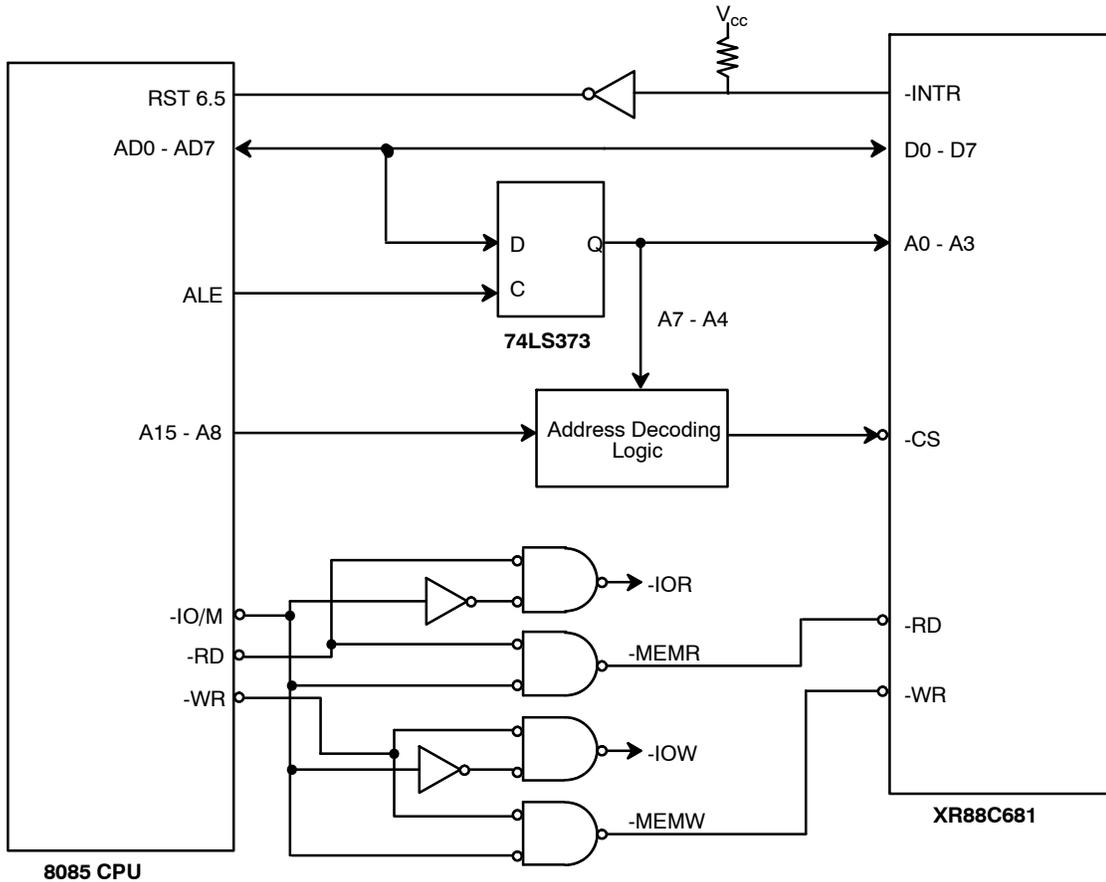 Vcc
RST 6.5
-INTR
AD0 - AD7
D0 - D7
D
Q
A0 - A3
ALE
C
A7 - A4
74LS373
A15 - A8
Address Decoding
Logic
-CS
-IOR
-IO/M
-RD
-MEMR
-RD
-WR
-WR
-IOW
-MEMW
XR88C681
8085 CPU